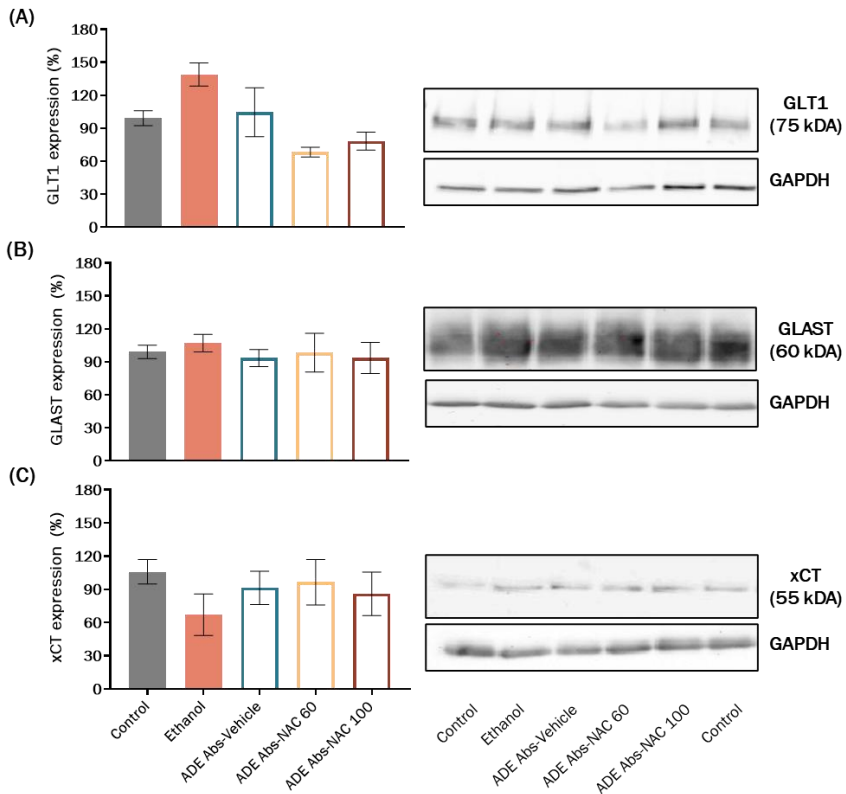 (A)
GLT1 expression (%)
180
150
120
90
60
30
0
GLT1
(75 kDA)
GAPDH
(B)
GLAST expression (%)
180
150
120
90
60
30
0
GLAST
(60 kDA)
GAPDH
(C)
xCT expression (%)
180
150
120
90
60
30
0
xCT
(55 kDA)
GAPDH
Control
Ethanol
ADE Abs-Vehicle
ADE Abs-NAC 60
ADE Abs-NAC 100
Control
Ethanol
ADE Abs-Vehicle
ADE Abs-NAC 60
ADE Abs-NAC 100
Control